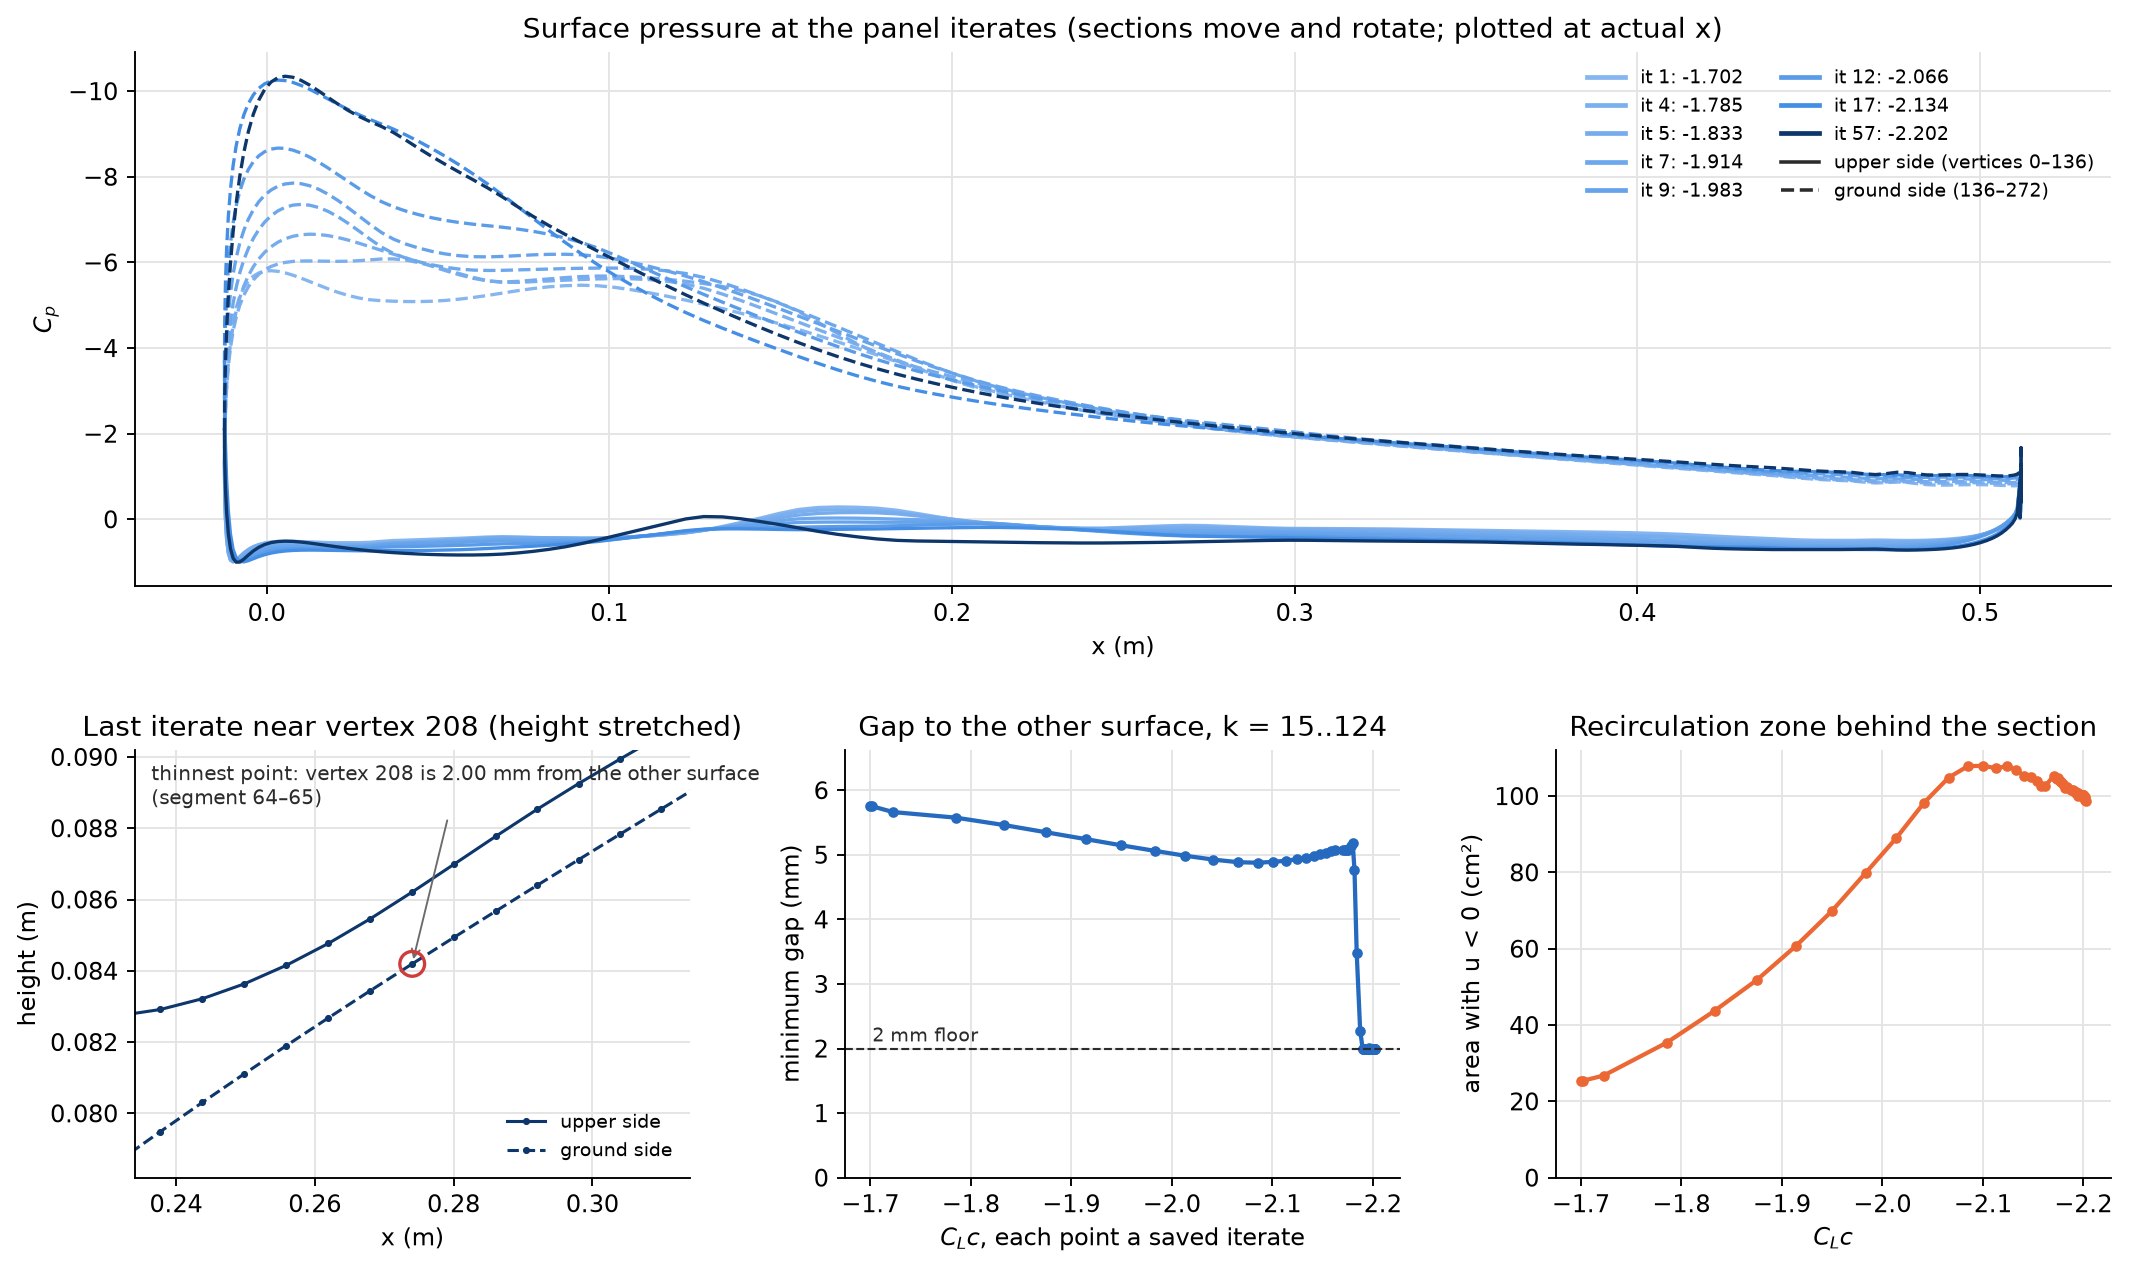 Surface pressure at the panel iterates (sections move and rotate; plotted at actual x)
it 1: -1.702
it 4: -1.785
it 5: -1.833
it 7: -1.914
it 9: -1.983
it 12: -2.066
it 17: -2.134
it 57: -2.202
upper side (vertices 0–136)
ground side (136–272)
−10
−8
−6
−4
−2
0
Cp
0.0
0.1
0.2
0.3
0.4
0.5
x (m)
Last iterate near vertex 208 (height stretched)
thinnest point: vertex 208 is 2.00 mm from the other surface
(segment 64–65)
0.090
0.088
0.086
0.084
0.082
0.080
height (m)
upper side
ground side
0.24
0.26
0.28
0.30
x (m)
Gap to the other surface, k = 15..124
6
5
4
3
2
1
0
minimum gap (mm)
2 mm floor
−1.7
−1.8
−1.9
−2.0
−2.1
−2.2
CLc, each point a saved iterate
Recirculation zone behind the section
100
80
60
40
20
0
area with u < 0 (cm²)
−1.7
−1.8
−1.9
−2.0
−2.1
−2.2
CLc